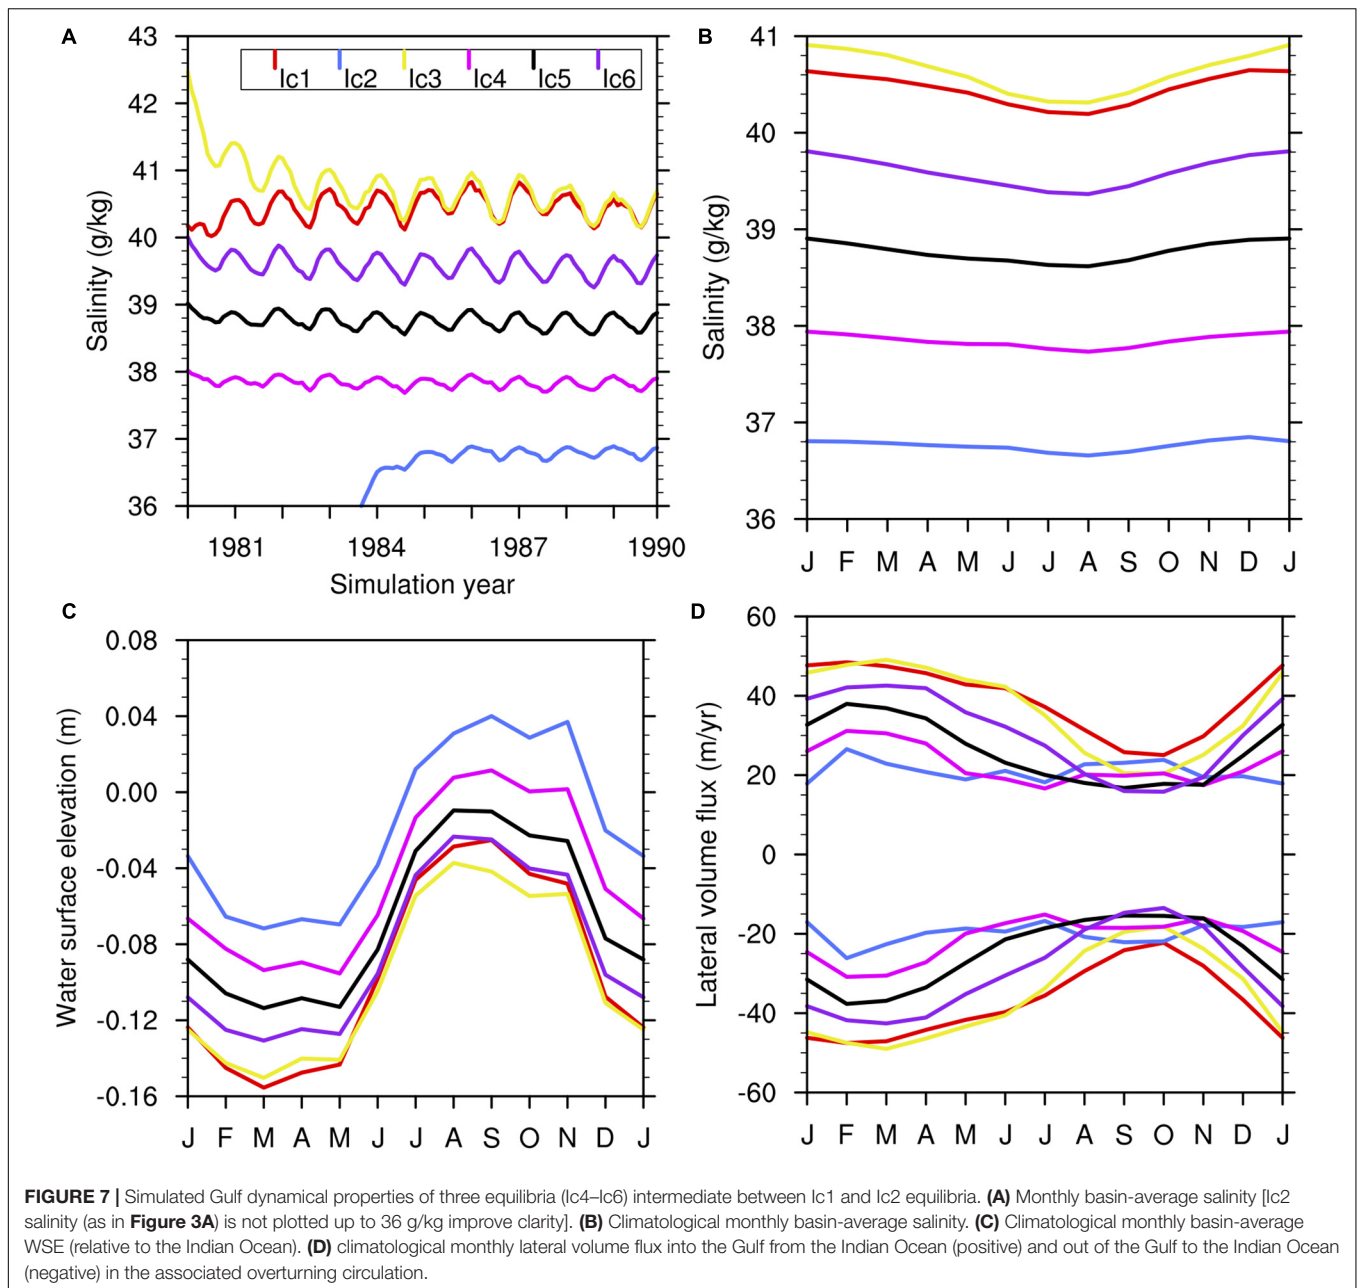 A
43
42
41
40
39
38
37
36
Salinity (g/kg)
Ic1 Ic2 Ic3 Ic4 Ic5 Ic6
1981 1984 1987 1990
Simulation year
B
41
40
39
38
37
36
Salinity (g/kg)
J F M A M J J A S O N D J
C
0.08
0.04
0.00
-0.04
-0.08
-0.12
-0.16
Water surface elevation (m)
J F M A M J J A S O N D J
D
60
40
20
0
-20
-40
-60
Lateral volume flux (m/yr)
J F M A M J J A S O N D J
FIGURE 7 | Simulated Gulf dynamical properties of three equilibria (Ic4–Ic6) intermediate between Ic1 and Ic2 equilibria. (A) Monthly basin-average salinity [Ic2
salinity (as in Figure 3A) is not plotted up to 36 g/kg improve clarity]. (B) Climatological monthly basin-average salinity. (C) Climatological monthly basin-average
WSE (relative to the Indian Ocean). (D) climatological monthly lateral volume flux into the Gulf from the Indian Ocean (positive) and out of the Gulf to the Indian Ocean
(negative) in the associated overturning circulation.